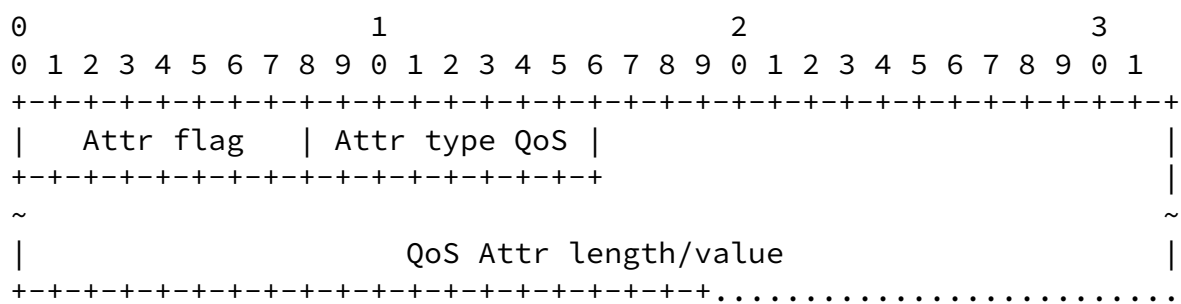 0                   1                   2                   3
0 1 2 3 4 5 6 7 8 9 0 1 2 3 4 5 6 7 8 9 0 1 2 3 4 5 6 7 8 9 0 1
+-+-+-+-+-+-+-+-+-+-+-+-+-+-+-+-+-+-+-+-+-+-+-+-+-+-+-+-+-+-+-+-+
|   Attr flag   | Attr type QoS |                               |
+-+-+-+-+-+-+-+-+-+-+-+-+-+-+-+-+                               |
~                                                               ~
|                     QoS Attr length/value                     |
+-+-+-+-+-+-+-+-+-+-+-+-+-+-+-+-+-+-+-+..........................